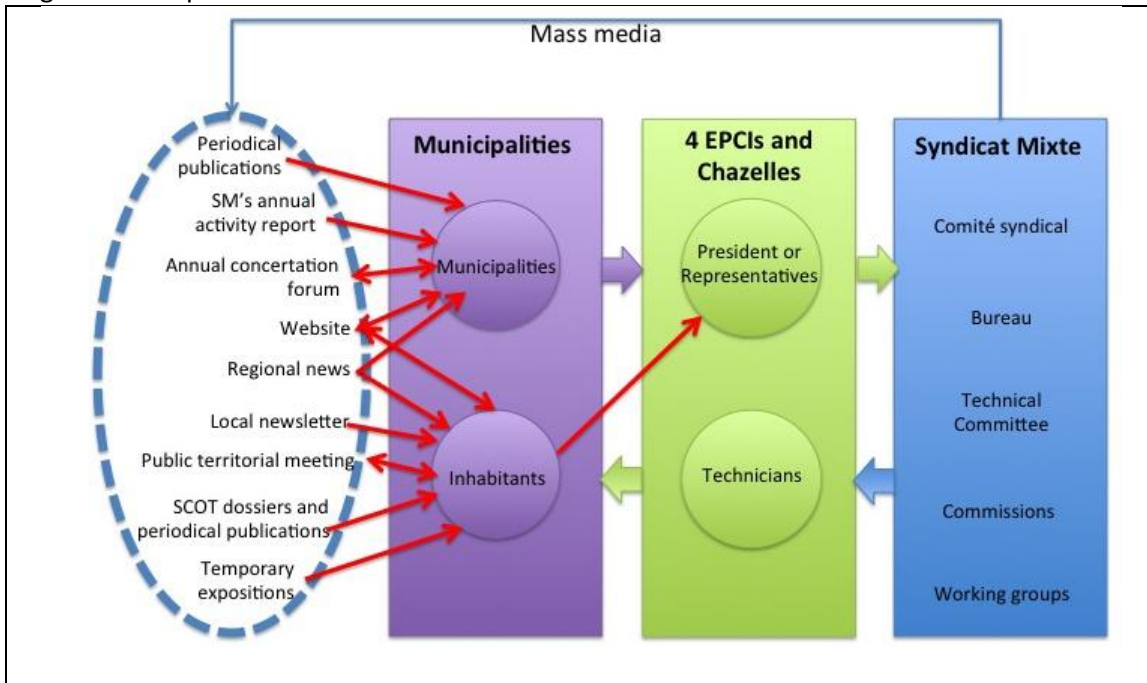 Mass media
Periodical
publications
SM's annual
activity report
Annual concertation
forum
Website
Regional news
Local newsletter
Public territorial meeting
SCOT dossiers and
periodical publications
Temporary
expositions
Municipalities
Municipalities
Inhabitants
4 EPCIs and
Chazelles
President or
Representatives
Technicians
Syndicat Mixte
Comité syndical
Bureau
Technical
Committee
Commissions
Working groups